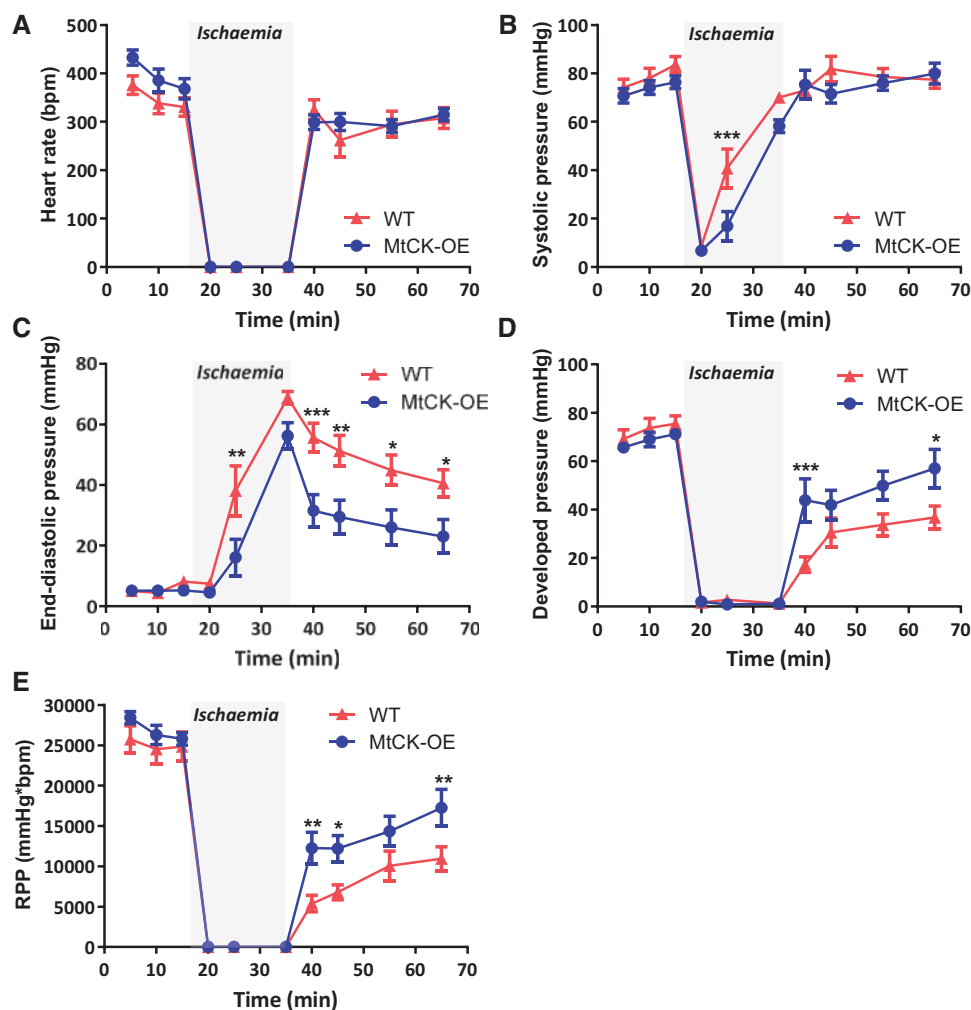 A
Heart rate (bpm)
500
400
300
200
100
0
Ischaemia
WT
MtCK-OE
0 10 20 30 40 50 60 70
Time (min)
B
Systolic pressure (mmHg)
100
80
60
40
20
0
Ischaemia
***
WT
MtCK-OE
0 10 20 30 40 50 60 70
Time (min)
C
End-diastolic pressure (mmHg)
80
60
40
20
0
Ischaemia
WT
MtCK-OE
** *** ** * *
0 10 20 30 40 50 60 70
Time (min)
D
Developed pressure (mmHg)
100
80
60
40
20
0
Ischaemia
WT
MtCK-OE
*** *
0 10 20 30 40 50 60 70
Time (min)
E
RPP (mmHg*bpm)
30000
25000
20000
15000
10000
5000
0
Ischaemia
WT
MtCK-OE
** * **
0 10 20 30 40 50 60 70
Time (min)